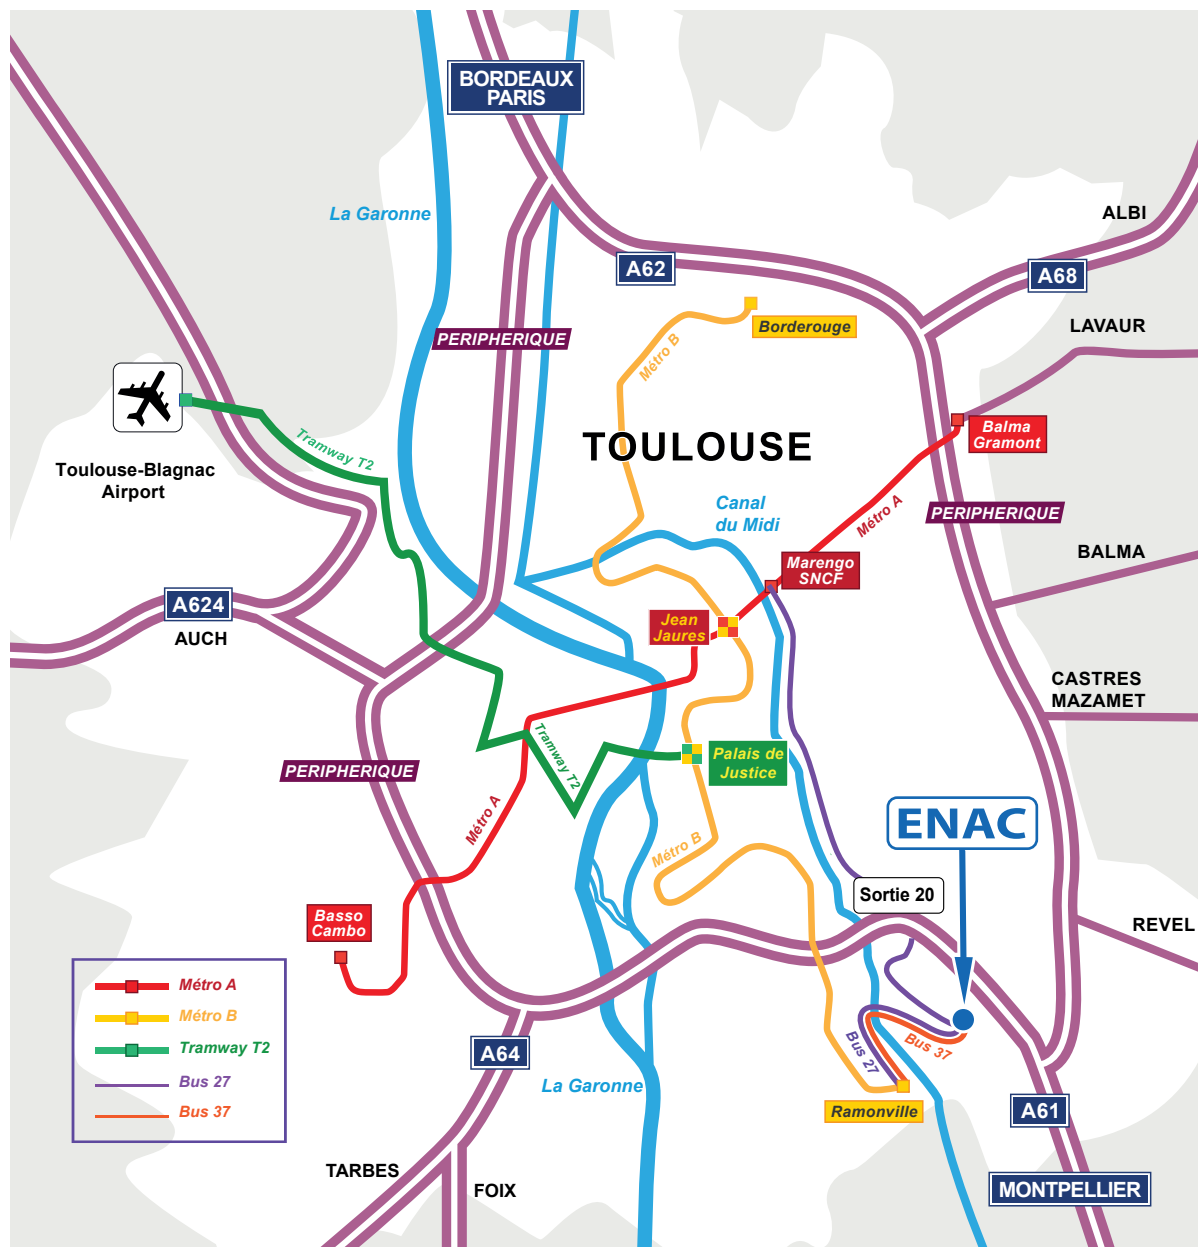 BORDEAUX
PARIS
La Garonne
ALBI
A62
A68
LAVAUR
Borderouge
PERIPHERIQUE
Métro B
Balma
Gramont
TOULOUSE
Tramway T2
Toulouse-Blagnac
Airport
Canal
du Midi
Métro A
PERIPHERIQUE
BALMA
Marengo
SNCF
A624
AUCH
Jean
Jaures
CASTRES
MAZAMET
Tramway T2
Palais de
Justice
PERIPHERIQUE
Métro A
ENAC
Métro B
Sortie 20
Basso
Cambo
REVEL
Métro A
Métro B
Tramway T2
Bus 27
Bus 37
A64
Bus 27
Bus 37
La Garonne
Ramonville
A61
TARBES
FOIX
MONTPELLIER